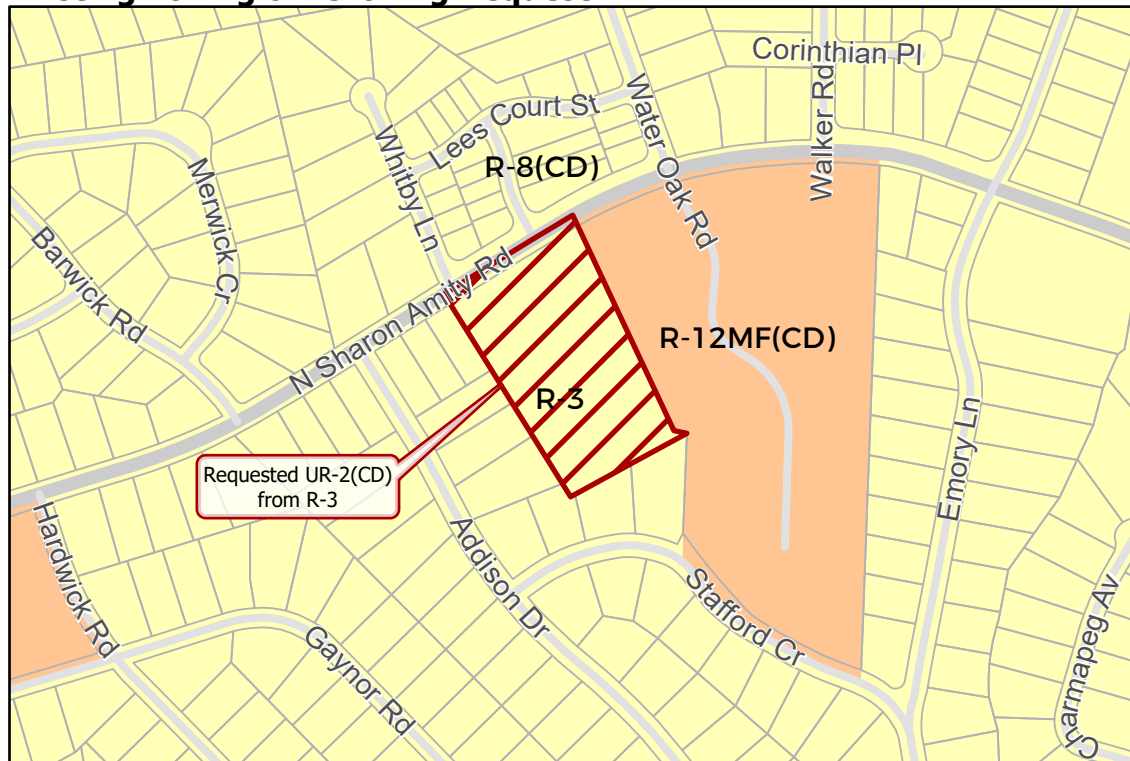 Corinthian Pl
Walker Rd
Lees Court St
Water Oak Rd
Whitby Ln
R-8(CD)
Merwick Cr
Barwick Rd
N Sharon Amity Rd
R-12MF(CD)
R-3
Requested UR-2(CD)
from R-3
Emory Ln
Hardwick Rd
Addison Dr
Stafford Cr
Gaynor Rd
Charmapeg Av